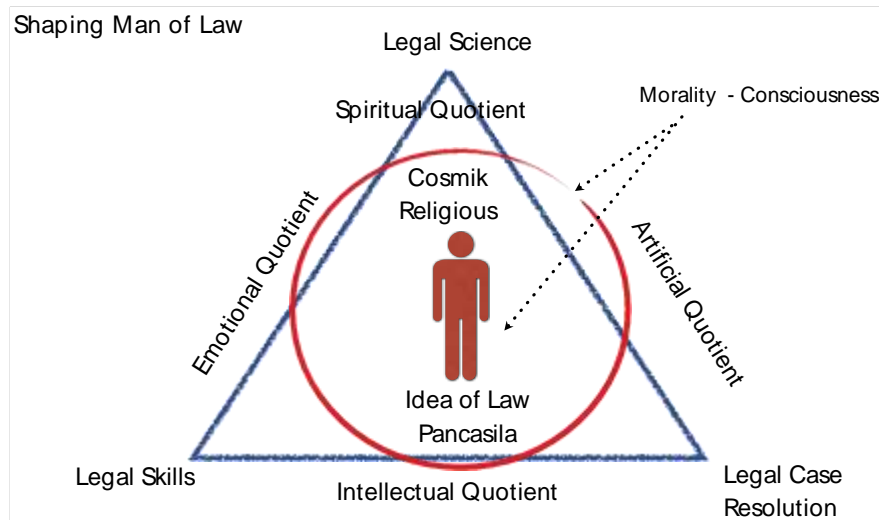 Shaping Man of Law
Legal Science
Spiritual Quotient
Morality - Consciousness
Cosmik
Religious
Emotional Quotient
Artificial Quotient
Idea of Law
Pancasila
Legal Skills
Intellectual Quotient
Legal Case
Resolution